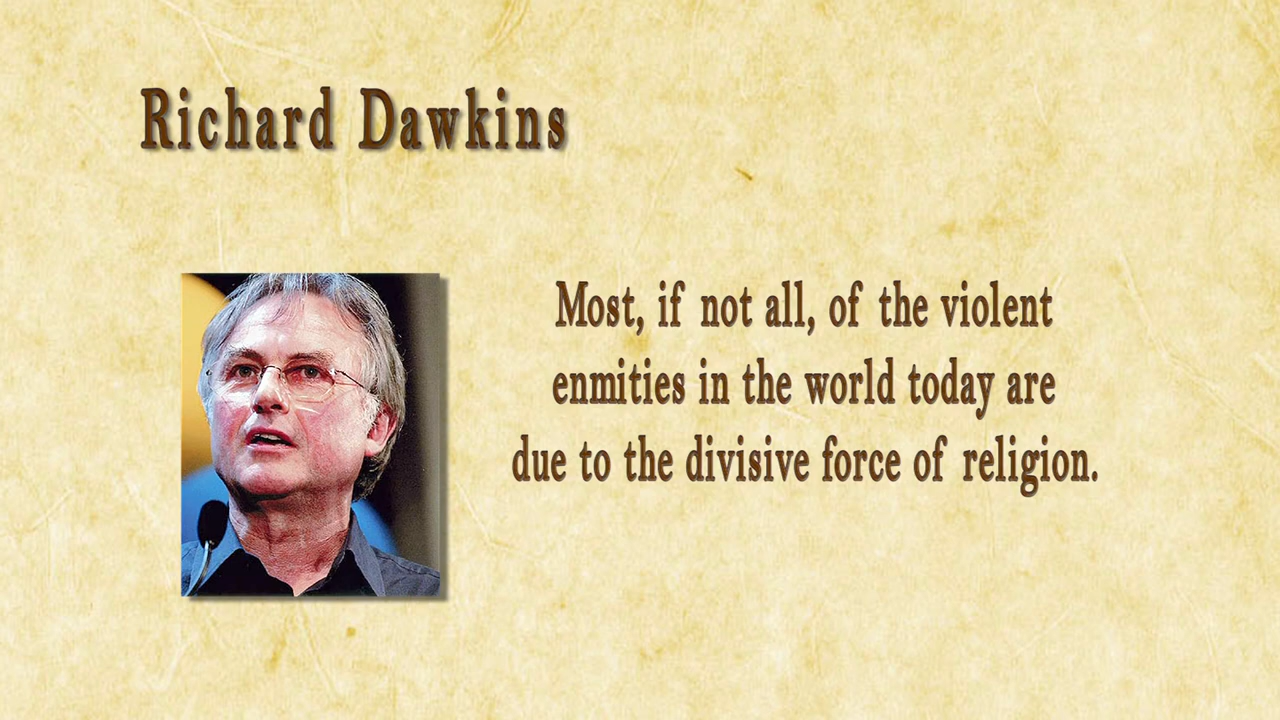 Richard Dawkins
Most, if not all, of the violent
enmities in the world today are
due to the divisive force of religion.